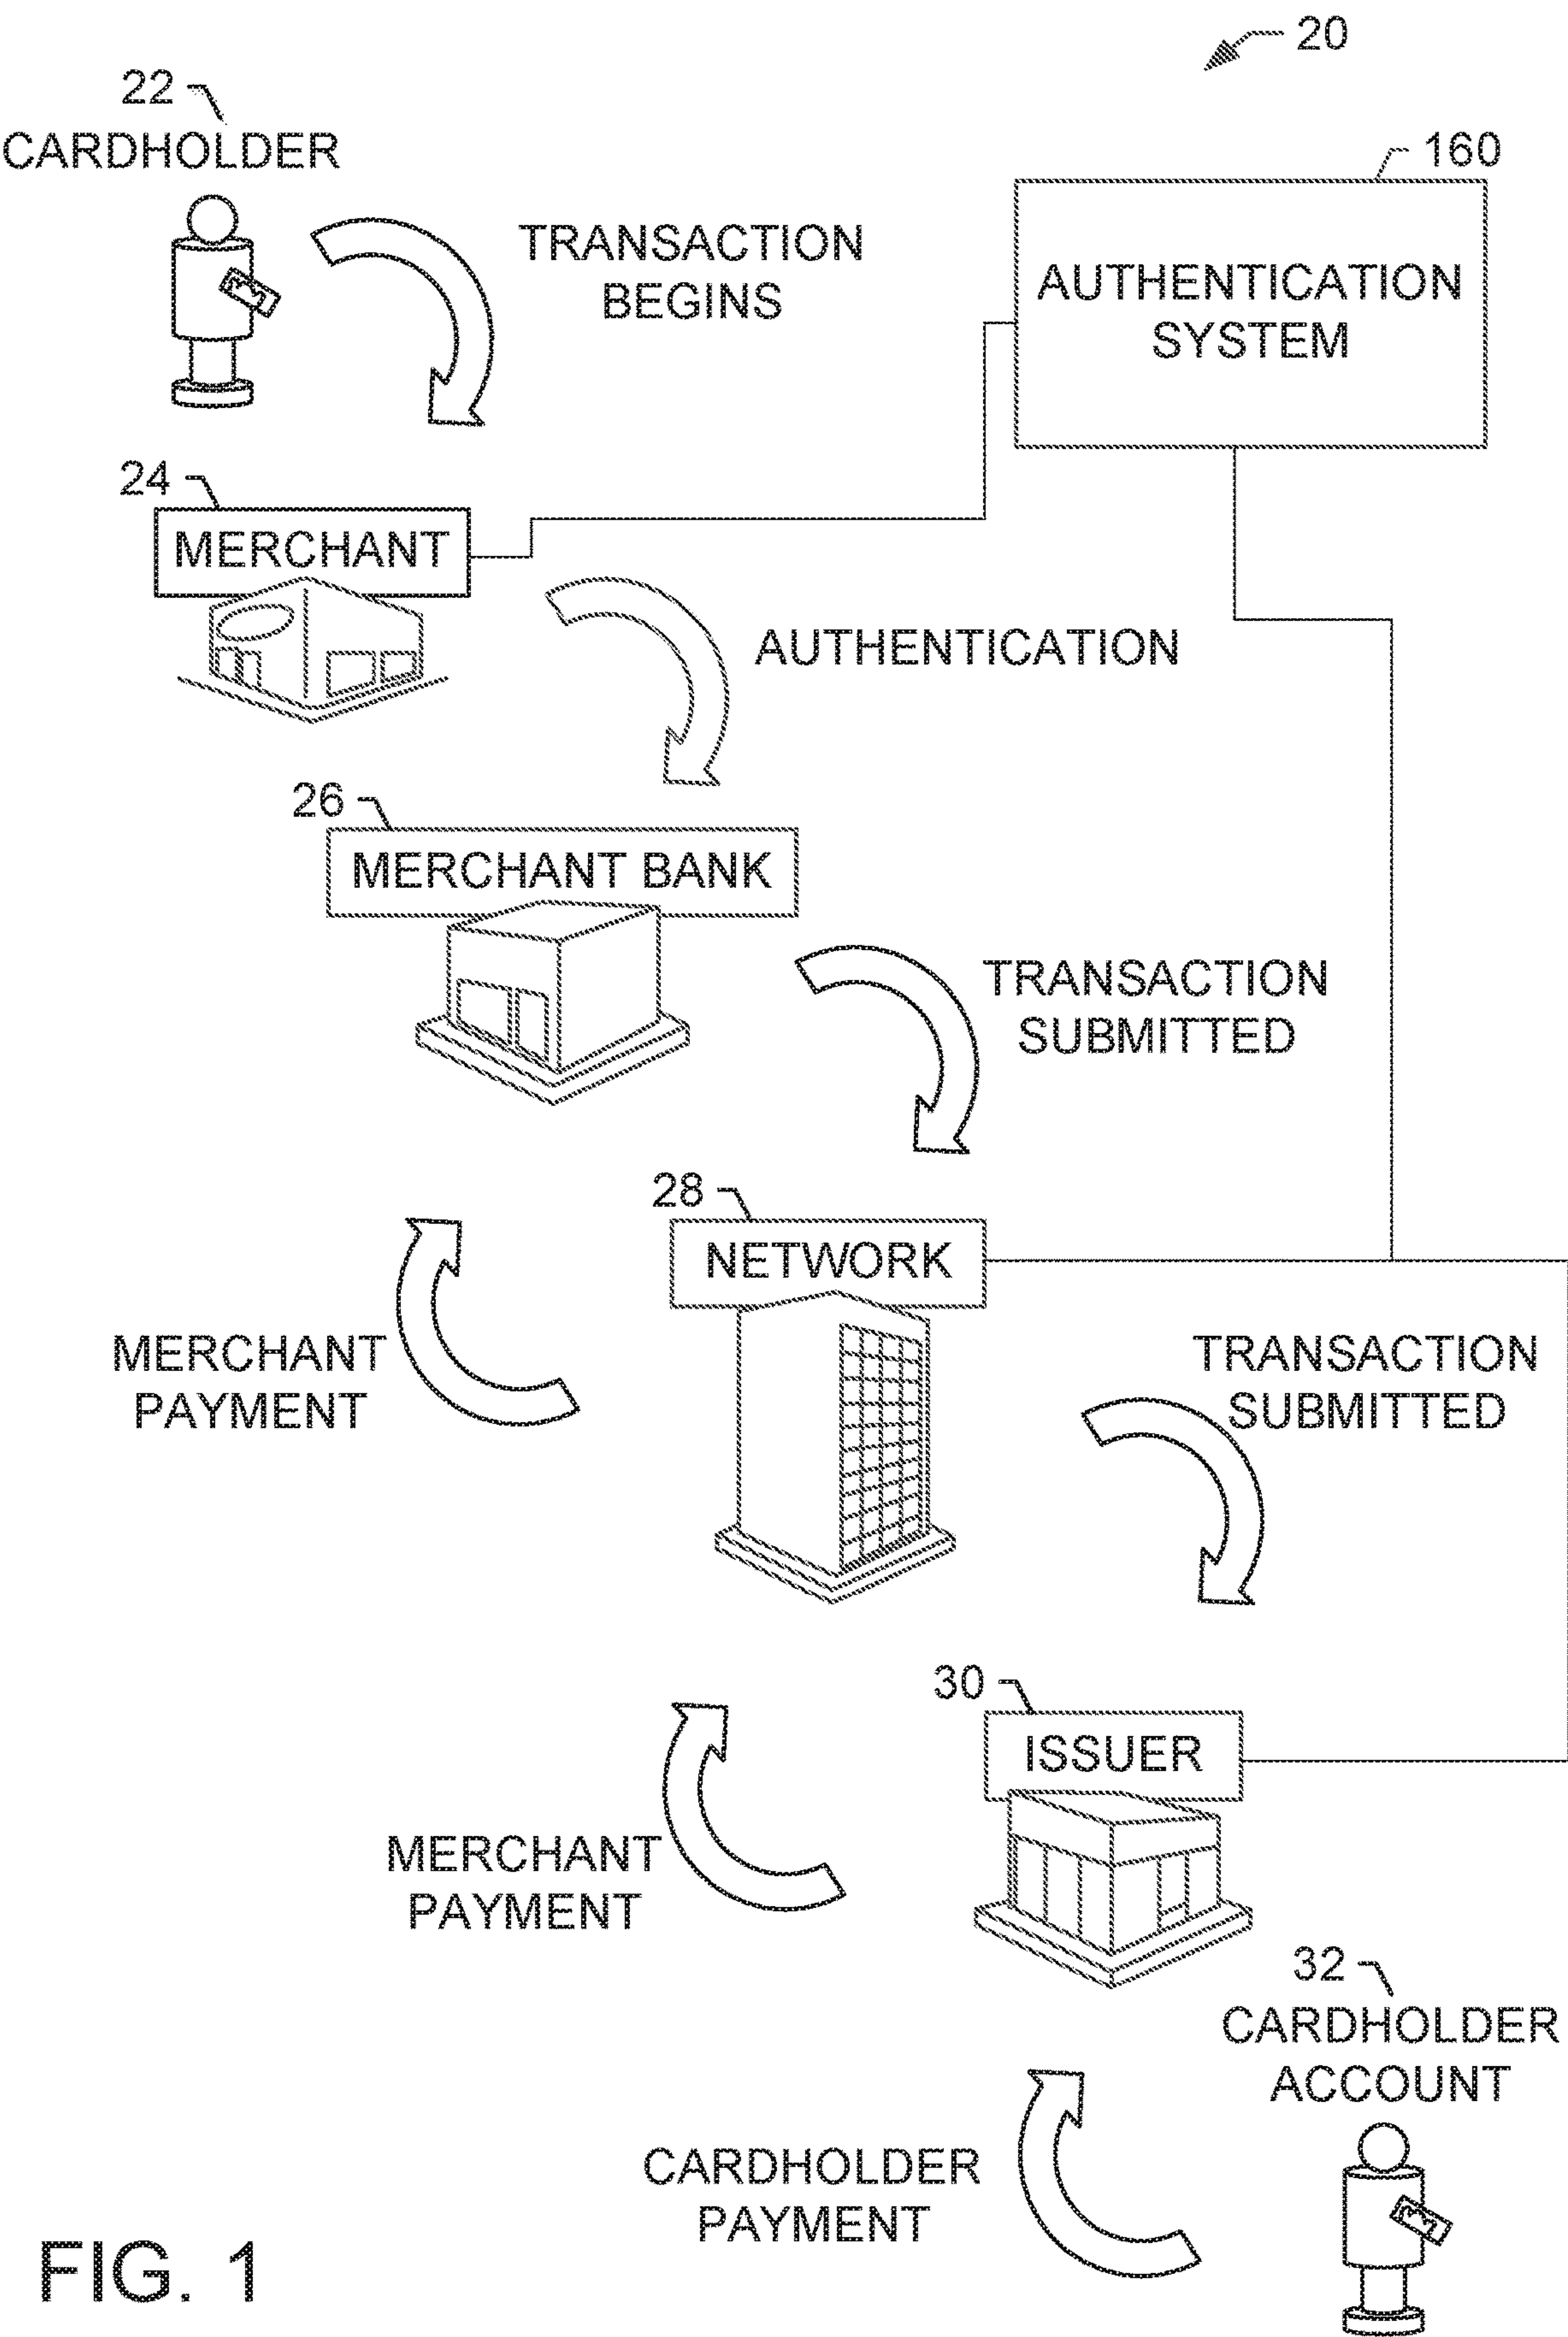 20
22
CARDHOLDER
160
TRANSACTION
BEGINS
AUTHENTICATION
SYSTEM
24
MERCHANT
AUTHENTICATION
26
MERCHANT BANK
TRANSACTION
SUBMITTED
28
NETWORK
MERCHANT
PAYMENT
TRANSACTION
SUBMITTED
30
ISSUER
MERCHANT
PAYMENT
32
CARDHOLDER
ACCOUNT
CARDHOLDER
PAYMENT
FIG. 1